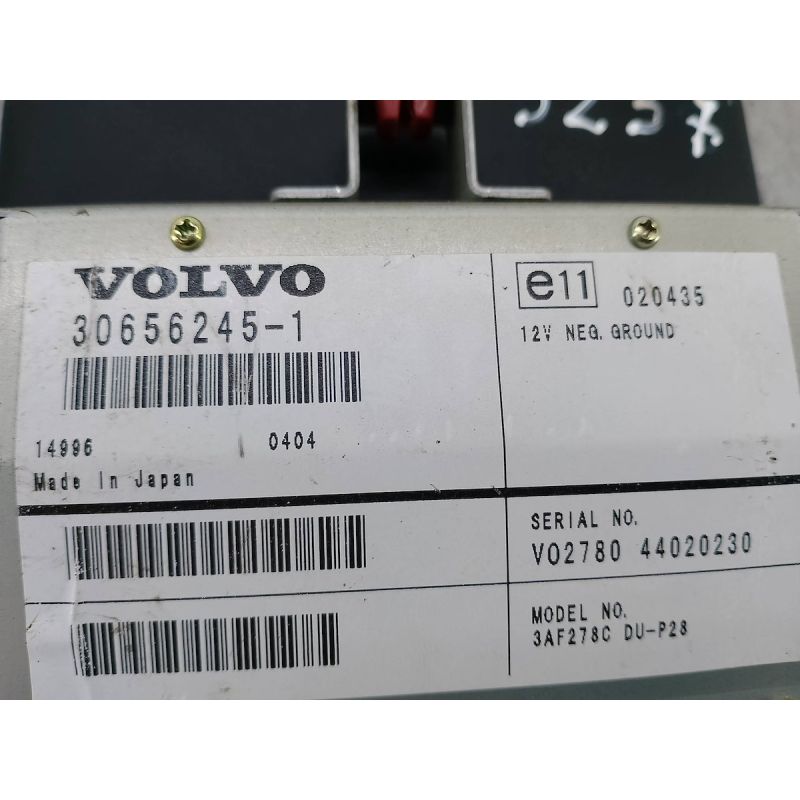 3257
VOLVO
30656245-1
14996 0404
Made In Japan
e11 020435
12V NEG. GROUND
SERIAL NO.
VO2780 44020230
MODEL NO.
3AF278C DU-P28